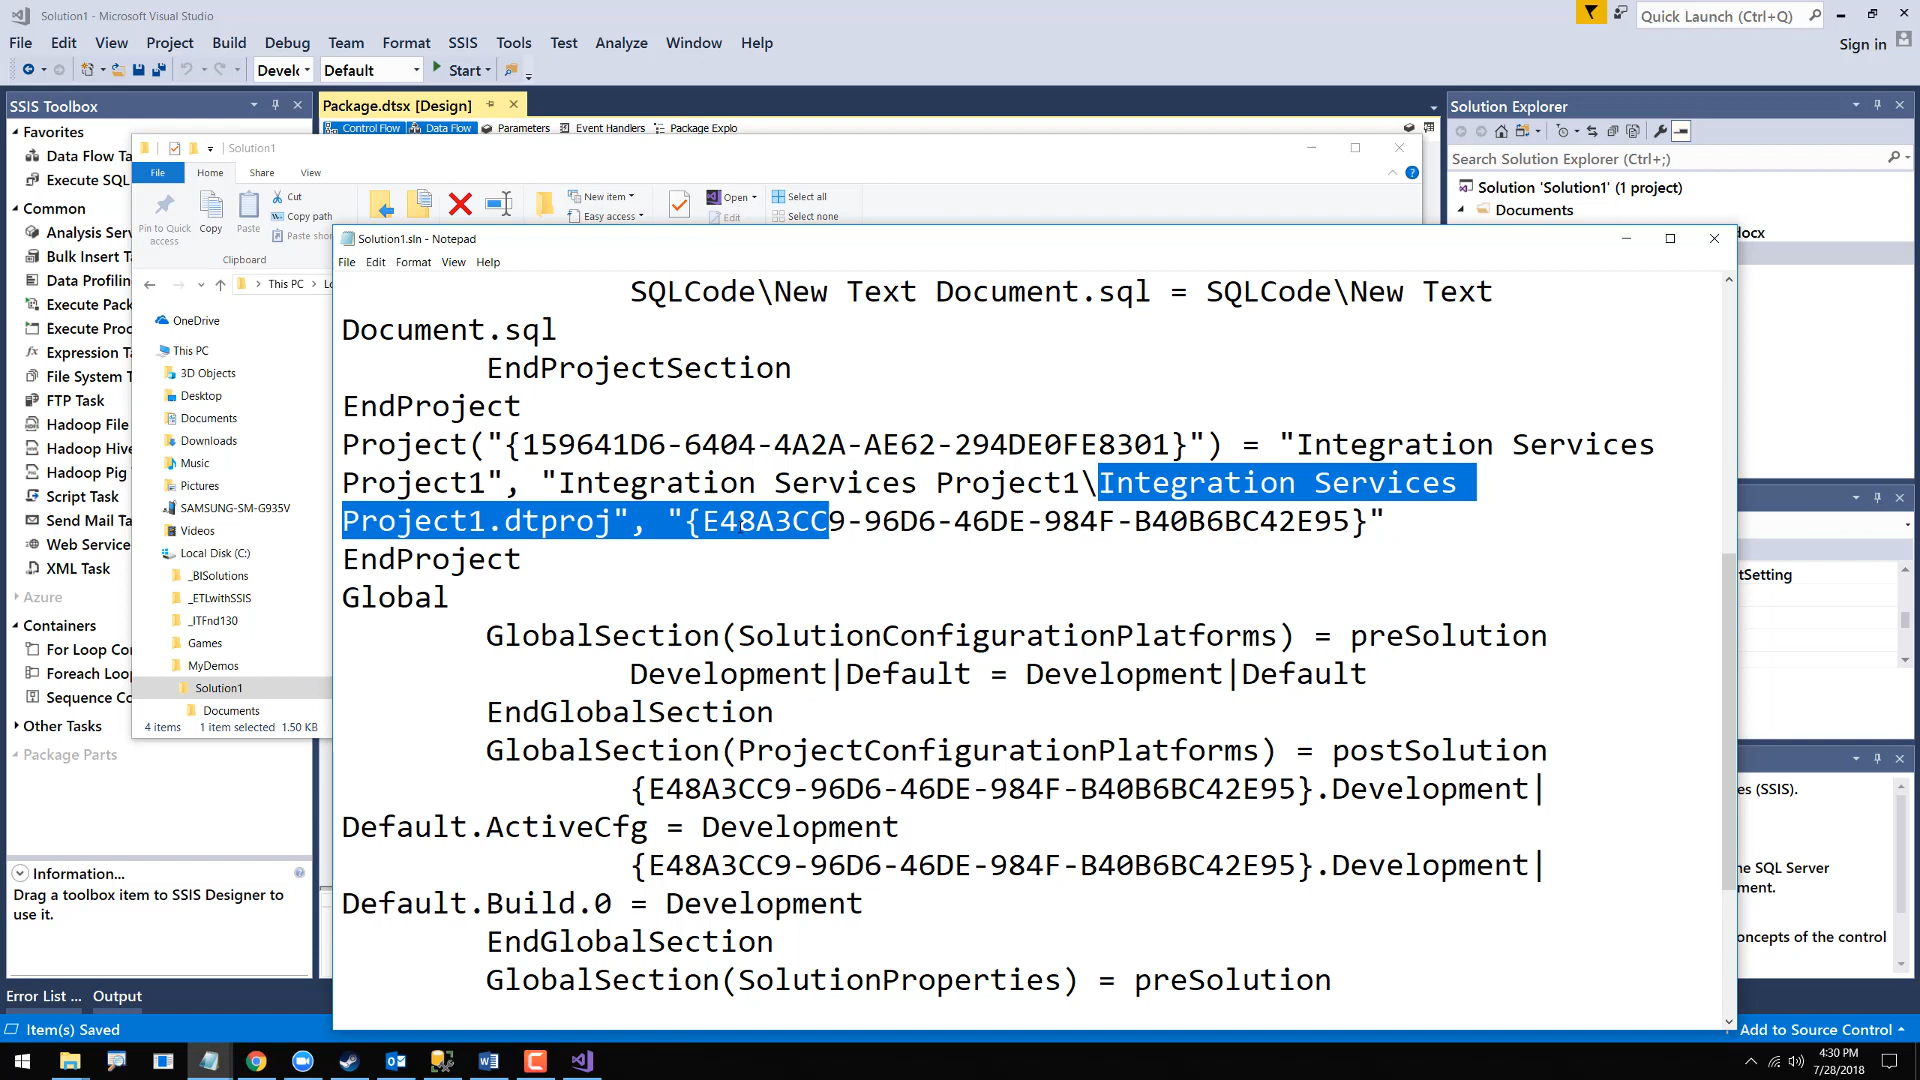 Solution1 - Microsoft Visual Studio
Quick Launch (Ctrl+Q)
File Edit View Project Build Debug Team Format SSIS Tools Test Analyze Window Help
Sign in
Devel Default Start
SSIS Toolbox
Package.dtsx [Design]
Solution Explorer
Control Flow Data Flow Parameters Event Handlers Package Explo
Search Solution Explorer (Ctrl+;)
Solution 'Solution1' (1 project)
Documents
docx
Favorites
Data Flow Ta
Execute SQL
Common
Analysis Serv
Bulk Insert T
Data Profilin
Execute Pack
Execute Proc
Expression Ta
File System T
FTP Task
Hadoop File
Hadoop Hive
Hadoop Pig
Script Task
Send Mail Ta
Web Service
XML Task
Azure
Containers
For Loop Con
Foreach Loop
Sequence Co
Other Tasks
Package Parts
Information...
Drag a toolbox item to SSIS Designer to
use it.
Error List ... Output
Item(s) Saved
Solution1
File Home Share View
Pin to Quick
access
Copy
Paste
Cut
Copy path
Paste shor
Clipboard
New item
Easy access
Open
Edit
Select all
Select none
This PC Lo
OneDrive
This PC
3D Objects
Desktop
Documents
Downloads
Music
Pictures
SAMSUNG-SM-G935V
Videos
Local Disk (C:)
_BISolutions
_ETLwithSSIS
_ITFnd130
Games
MyDemos
Solution1
Documents
4 items 1 item selected 1.50 KB
Solution1.sln - Notepad
File Edit Format View Help
SQLCode\New Text Document.sql = SQLCode\New Text
Document.sql
EndProjectSection
EndProject
Project("{159641D6-6404-4A2A-AE62-294DE0FE8301}") = "Integration Services
Project1", "Integration Services Project1\Integration Services
Project1.dtproj", "{E48A3CC9-96D6-46DE-984F-B40B6BC42E95}"
EndProject
Global
GlobalSection(SolutionConfigurationPlatforms) = preSolution
Development|Default = Development|Default
EndGlobalSection
GlobalSection(ProjectConfigurationPlatforms) = postSolution
{E48A3CC9-96D6-46DE-984F-B40B6BC42E95}.Development|
Default.ActiveCfg = Development
{E48A3CC9-96D6-46DE-984F-B40B6BC42E95}.Development|
Default.Build.0 = Development
EndGlobalSection
GlobalSection(SolutionProperties) = preSolution
tSetting
es (SSIS).
he SQL Server
ment.
oncepts of the control
Add to Source Control
4:30 PM
7/28/2018